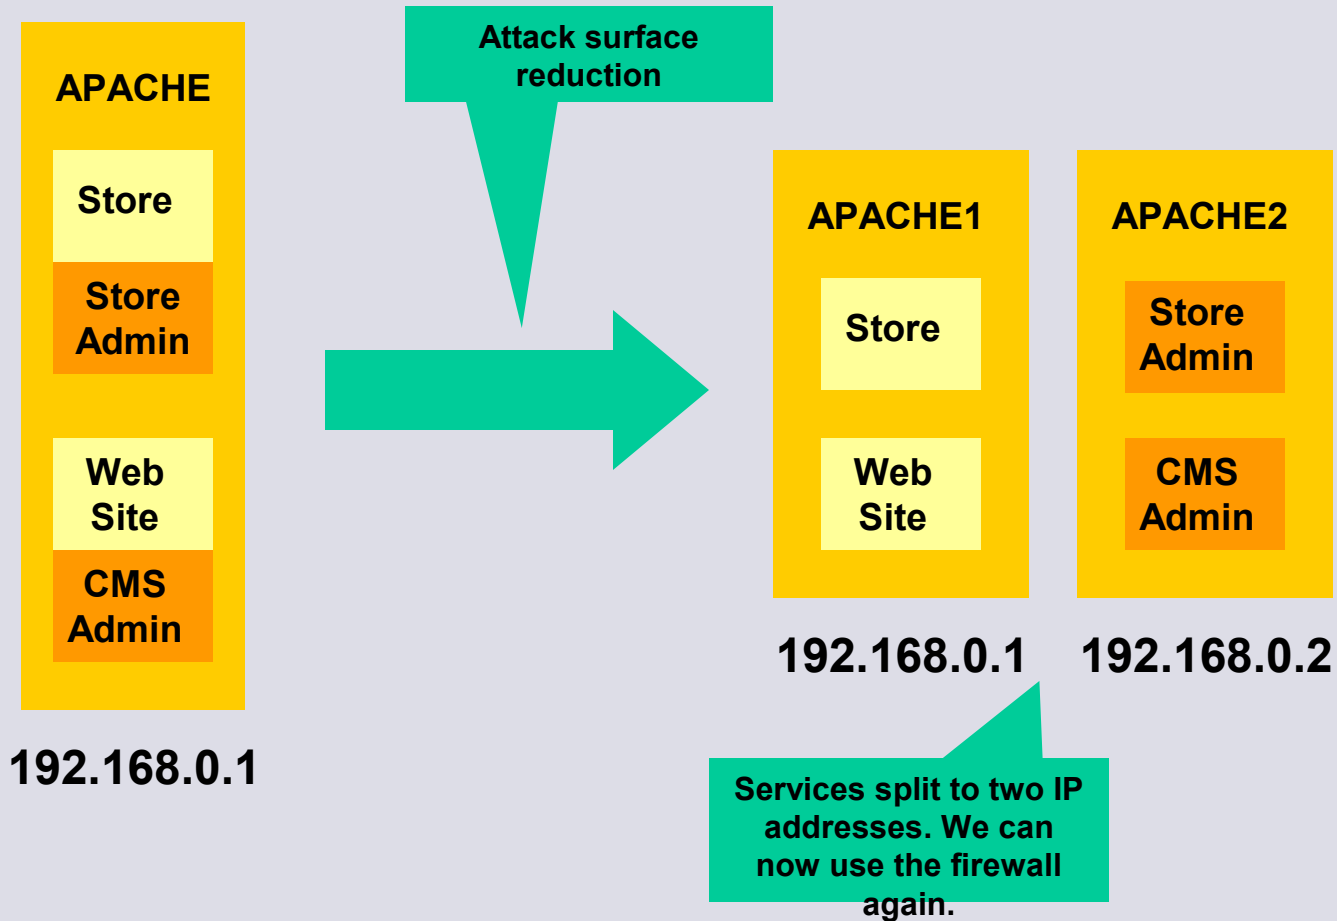 APACHE
Store
Store
Admin
Web
Site
CMS
Admin
192.168.0.1
Attack surface
reduction
APACHE1
Store
Web
Site
192.168.0.1
APACHE2
Store
Admin
CMS
Admin
192.168.0.2
Services split to two IP
addresses. We can
now use the firewall
again.